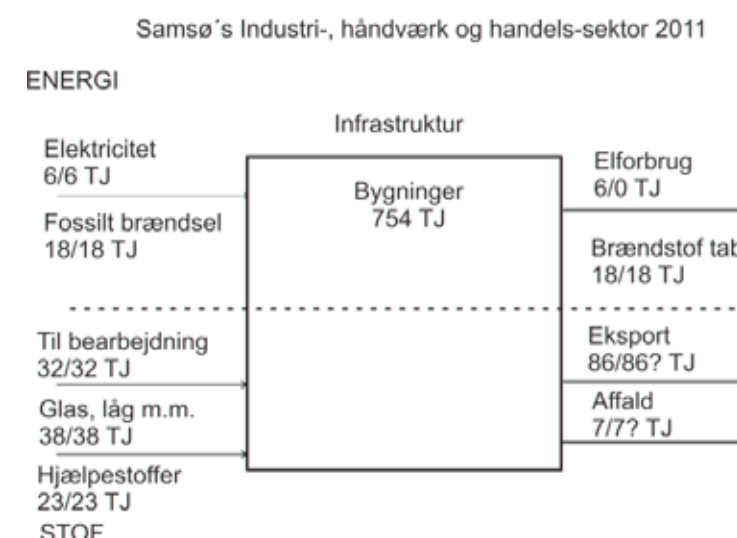 Samsø´s Industri-, håndværk og handels-sektor 2011
ENERGI
Infrastruktur
Elektricitet
6/6 TJ
Fossilt brændsel
18/18 TJ
Bygninger
754 TJ
Elforbrug
6/0 TJ
Brændstof tab
18/18 TJ
Til bearbejdning
32/32 TJ
Glas, låg m.m.
38/38 TJ
Hjælpestoffer
23/23 TJ
Eksport
86/86? TJ
Affald
7/7? TJ
STOF